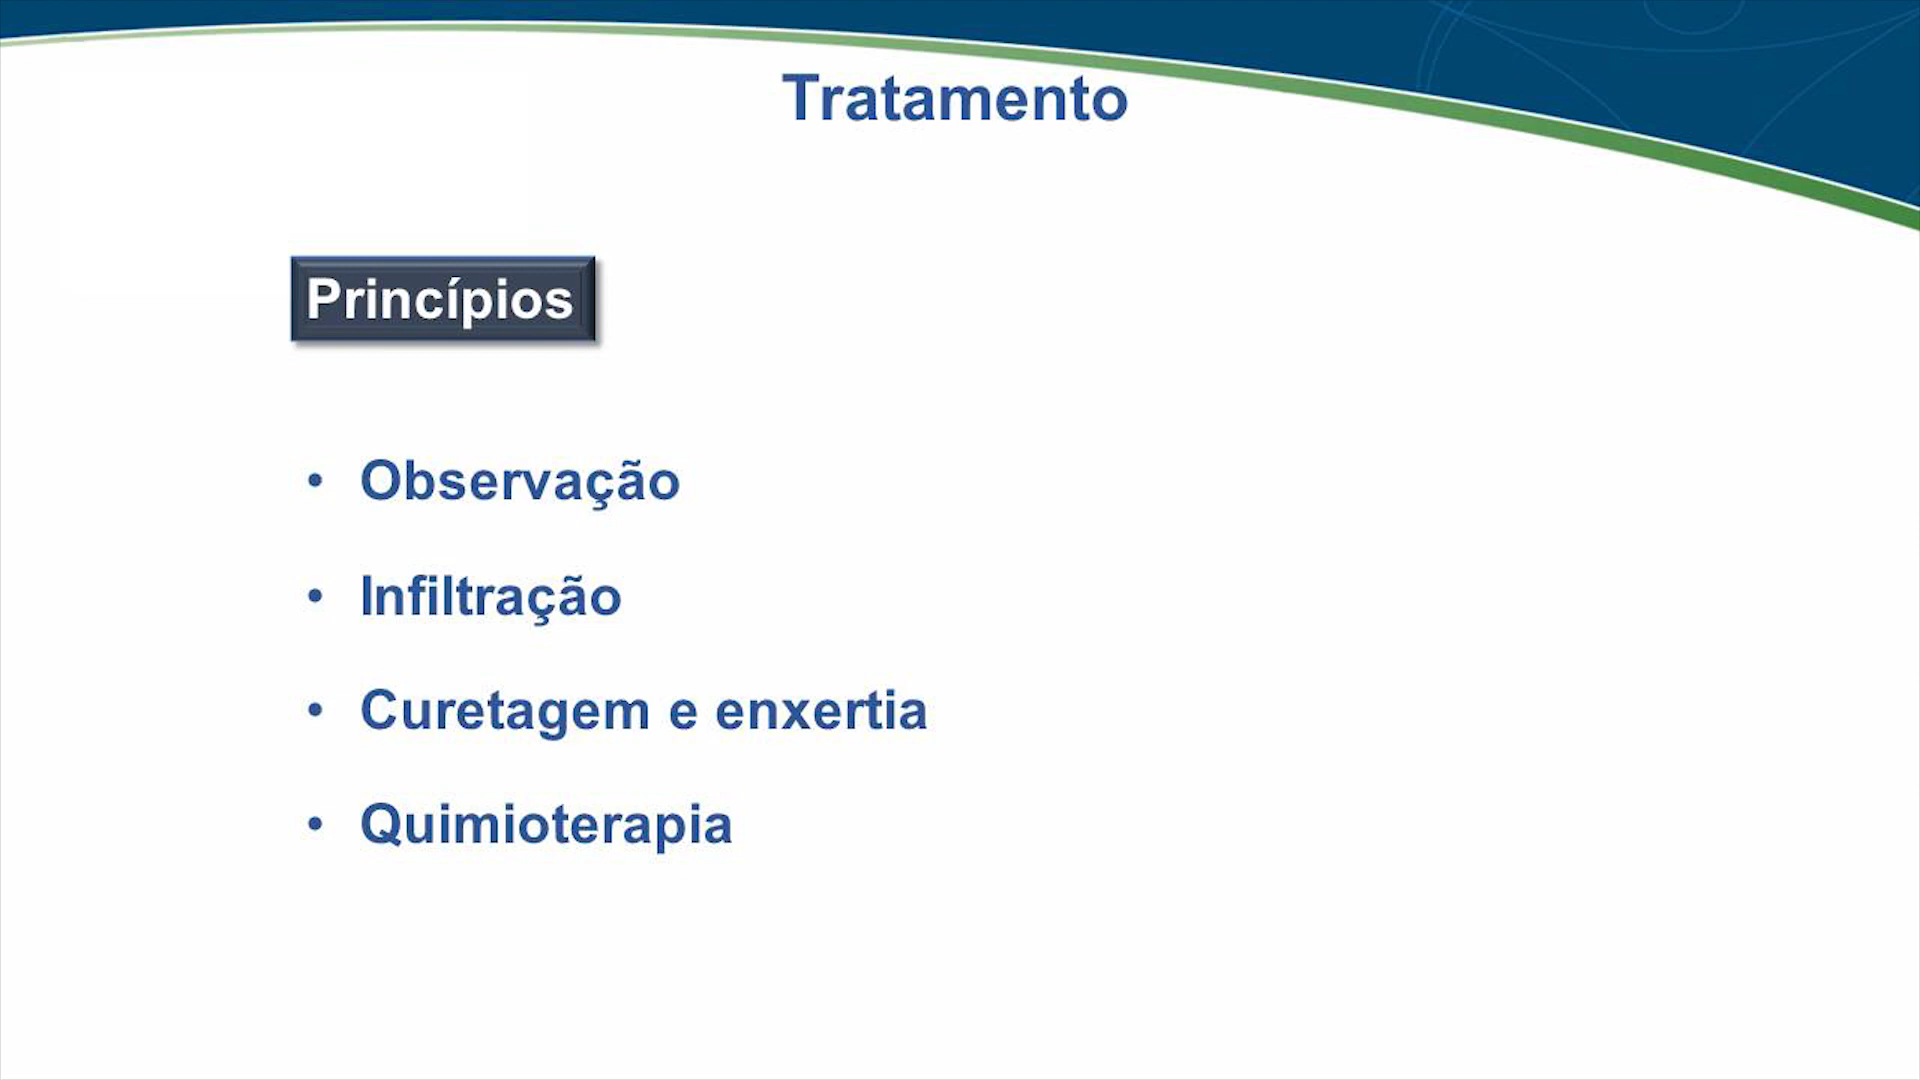 Tratamento
Princípios
• Observação
• Infiltração
• Curetagem e enxertia
• Quimioterapia